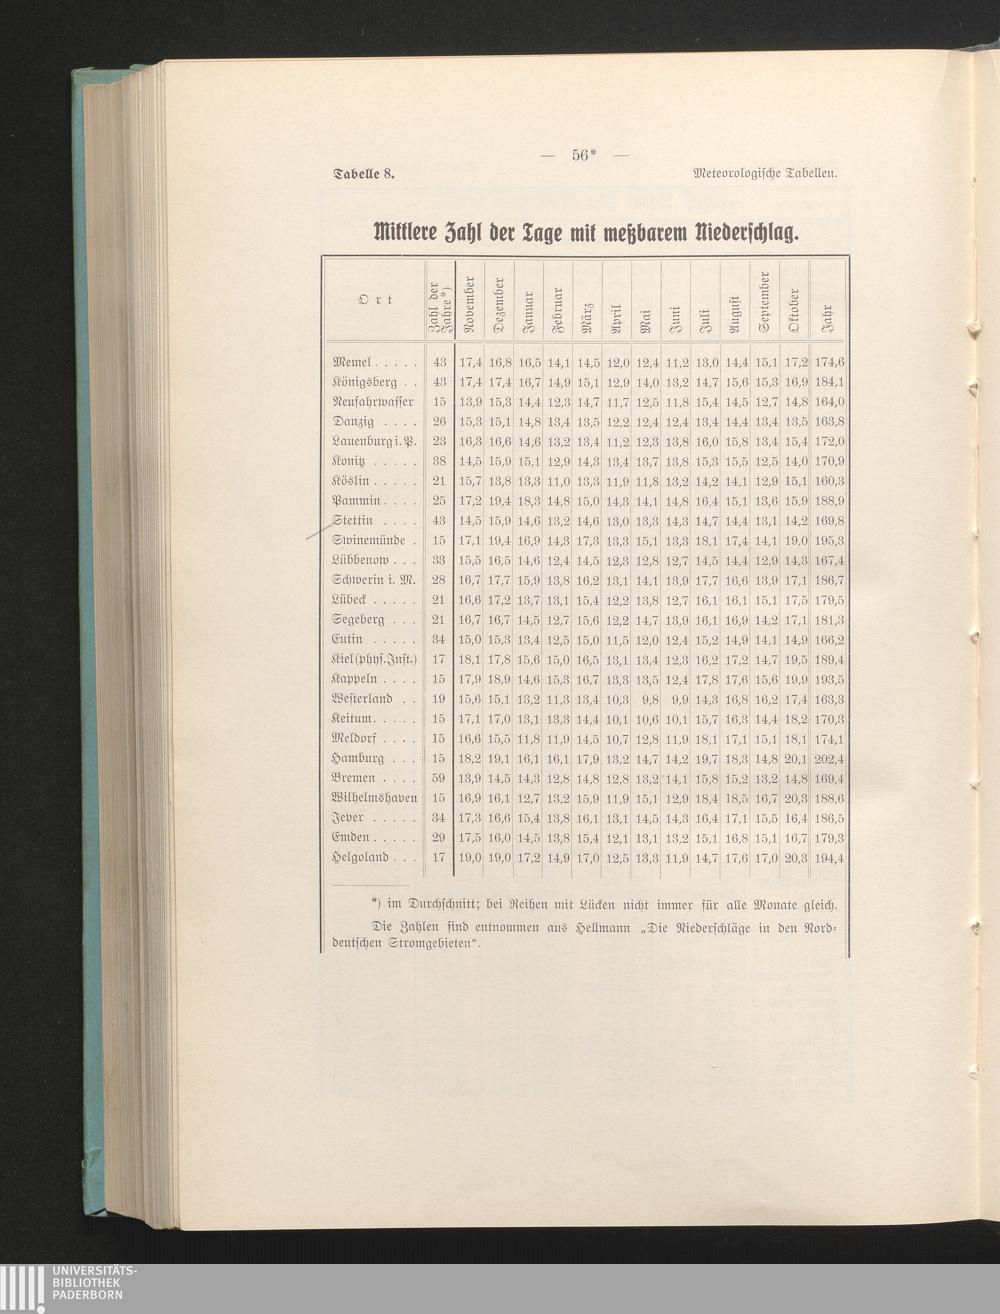 — 56* —
Tabelle 8. Meteorologische Tabellen.
Mittlere Zahl der Tage mit meßbarem Niederschlag.
Ort Zahl der Jahre*) November Dezember Januar Februar März April Mai Juni Juli August September Oktober Jahr
Memel . . . . . 43 17,4 16,8 16,5 14,1 14,5 12,0 12,4 11,2 13,0 14,4 15,1 17,2 174,6
Königsberg . . 43 17,4 17,4 16,7 14,9 15,1 12,9 14,0 13,2 14,7 15,6 15,3 16,9 184,1
Neufahrwasser 15 13,9 15,3 14,4 12,3 14,7 11,7 12,5 11,8 15,4 14,5 12,7 14,8 164,0
Danzig . . . . 26 15,3 15,1 14,8 13,4 13,5 12,2 12,4 12,4 13,4 14,4 13,4 13,5 163,8
Lauenburg i. P. 23 16,3 16,6 14,6 13,2 13,4 11,2 12,3 13,8 16,0 15,8 13,4 15,4 172,0
Konitz . . . . . 38 14,5 15,9 15,1 12,9 14,3 13,4 13,7 13,8 15,3 15,5 12,5 14,0 170,9
Köslin . . . . . 21 15,7 13,8 13,3 11,0 13,3 11,9 11,8 13,2 14,2 14,1 12,9 15,1 160,3
Pammin . . . . 25 17,2 19,4 18,3 14,8 15,0 14,3 14,1 14,8 16,4 15,1 13,6 15,9 188,9
Stettin . . . . 43 14,5 15,9 14,6 13,2 14,6 13,0 13,3 14,3 14,7 14,4 13,1 14,2 169,8
Swinemünde . 15 17,1 19,4 16,9 14,3 17,3 13,3 15,1 13,3 18,1 17,4 14,1 19,0 195,3
Lübbenow . . . 33 15,5 16,5 14,6 12,4 14,5 12,3 12,8 12,7 14,5 14,4 12,9 14,3 167,4
Schwerin i. M. 28 16,7 17,7 15,9 13,8 16,2 13,1 14,1 13,9 17,7 16,6 13,9 17,1 186,7
Lübeck . . . . . 21 16,6 17,2 13,7 13,1 15,4 12,2 13,8 12,7 16,1 16,1 15,1 17,5 179,5
Segeberg . . . 21 16,7 16,7 14,5 12,7 15,6 12,2 14,7 13,9 16,1 16,9 14,2 17,1 181,3
Eutin . . . . . 34 15,0 15,3 13,4 12,5 15,0 11,5 12,0 12,4 15,2 14,9 14,1 14,9 166,2
Kiel (phys. Inst.) 17 18,1 17,8 15,6 15,0 16,5 13,1 13,4 12,3 16,2 17,2 14,7 19,5 189,4
Kappeln . . . . 15 17,9 18,9 14,6 15,3 16,7 13,3 13,5 12,4 17,8 17,6 15,6 19,9 193,5
Westerland . . 19 15,6 15,1 13,2 11,3 13,4 10,3 9,8 9,9 14,3 16,8 16,2 17,4 163,3
Keitum . . . . . 15 17,1 17,0 13,1 13,3 14,4 10,1 10,6 10,1 15,7 16,3 14,4 18,2 170,3
Meldorf . . . . 15 16,6 15,5 11,8 11,9 14,5 10,7 12,8 11,9 18,1 17,1 15,1 18,1 174,1
Hamburg . . . 15 18,2 19,1 16,1 16,1 17,9 13,2 14,7 14,2 19,7 18,3 14,8 20,1 202,4
Bremen . . . . 59 13,9 14,5 14,3 12,8 14,8 12,8 13,2 14,1 15,8 15,2 13,2 14,8 169,4
Wilhelmshaven 15 16,9 16,1 12,7 13,2 15,9 11,9 15,1 12,9 18,4 18,5 16,7 20,3 188,6
Jever . . . . . 34 17,3 16,6 15,4 13,8 16,1 13,1 14,5 14,3 16,4 17,1 15,5 16,4 186,5
Emden . . . . . 29 17,5 16,0 14,5 13,8 15,4 12,1 13,1 13,2 15,1 16,8 15,1 16,7 179,3
Helgoland . . . 17 19,0 19,0 17,2 14,9 17,0 12,5 13,3 11,9 14,7 17,6 17,0 20,3 194,4
*) im Durchschnitt; bei Reihen mit Lücken nicht immer für alle Monate gleich.
Die Zahlen sind entnommen aus Hellmann „Die Niederschläge in den Nord-
deutschen Stromgebieten“.
UNIVERSITÄTS-
BIBLIOTHEK
PADERBORN